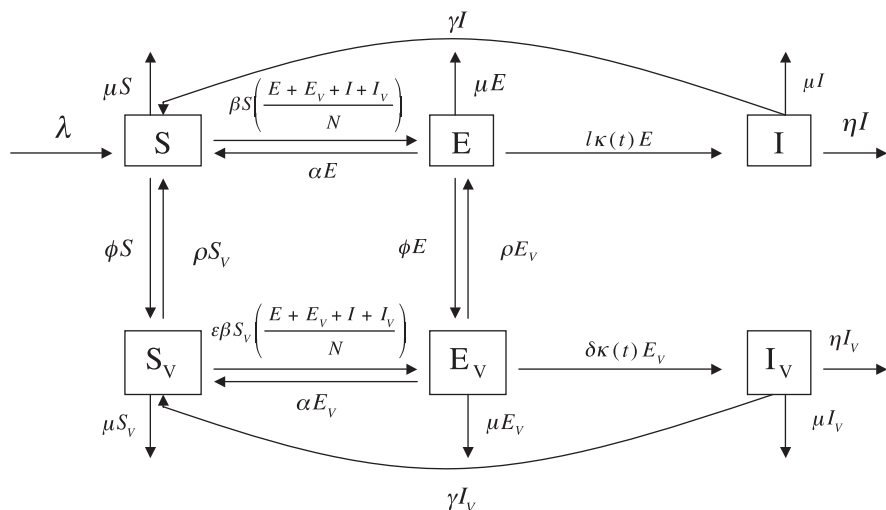 γI
μS
βS(E + E_V + I + I_V / N)
μE
μI
λ
S
E
I
ηI
αE
lκ(t)E
ϕS
ρS_V
ϕE
ρE_V
εβS_V(E + E_V + I + I_V / N)
S_V
E_V
I_V
ηI_V
αE_V
δκ(t)E_V
μS_V
μE_V
μI_V
γI_V